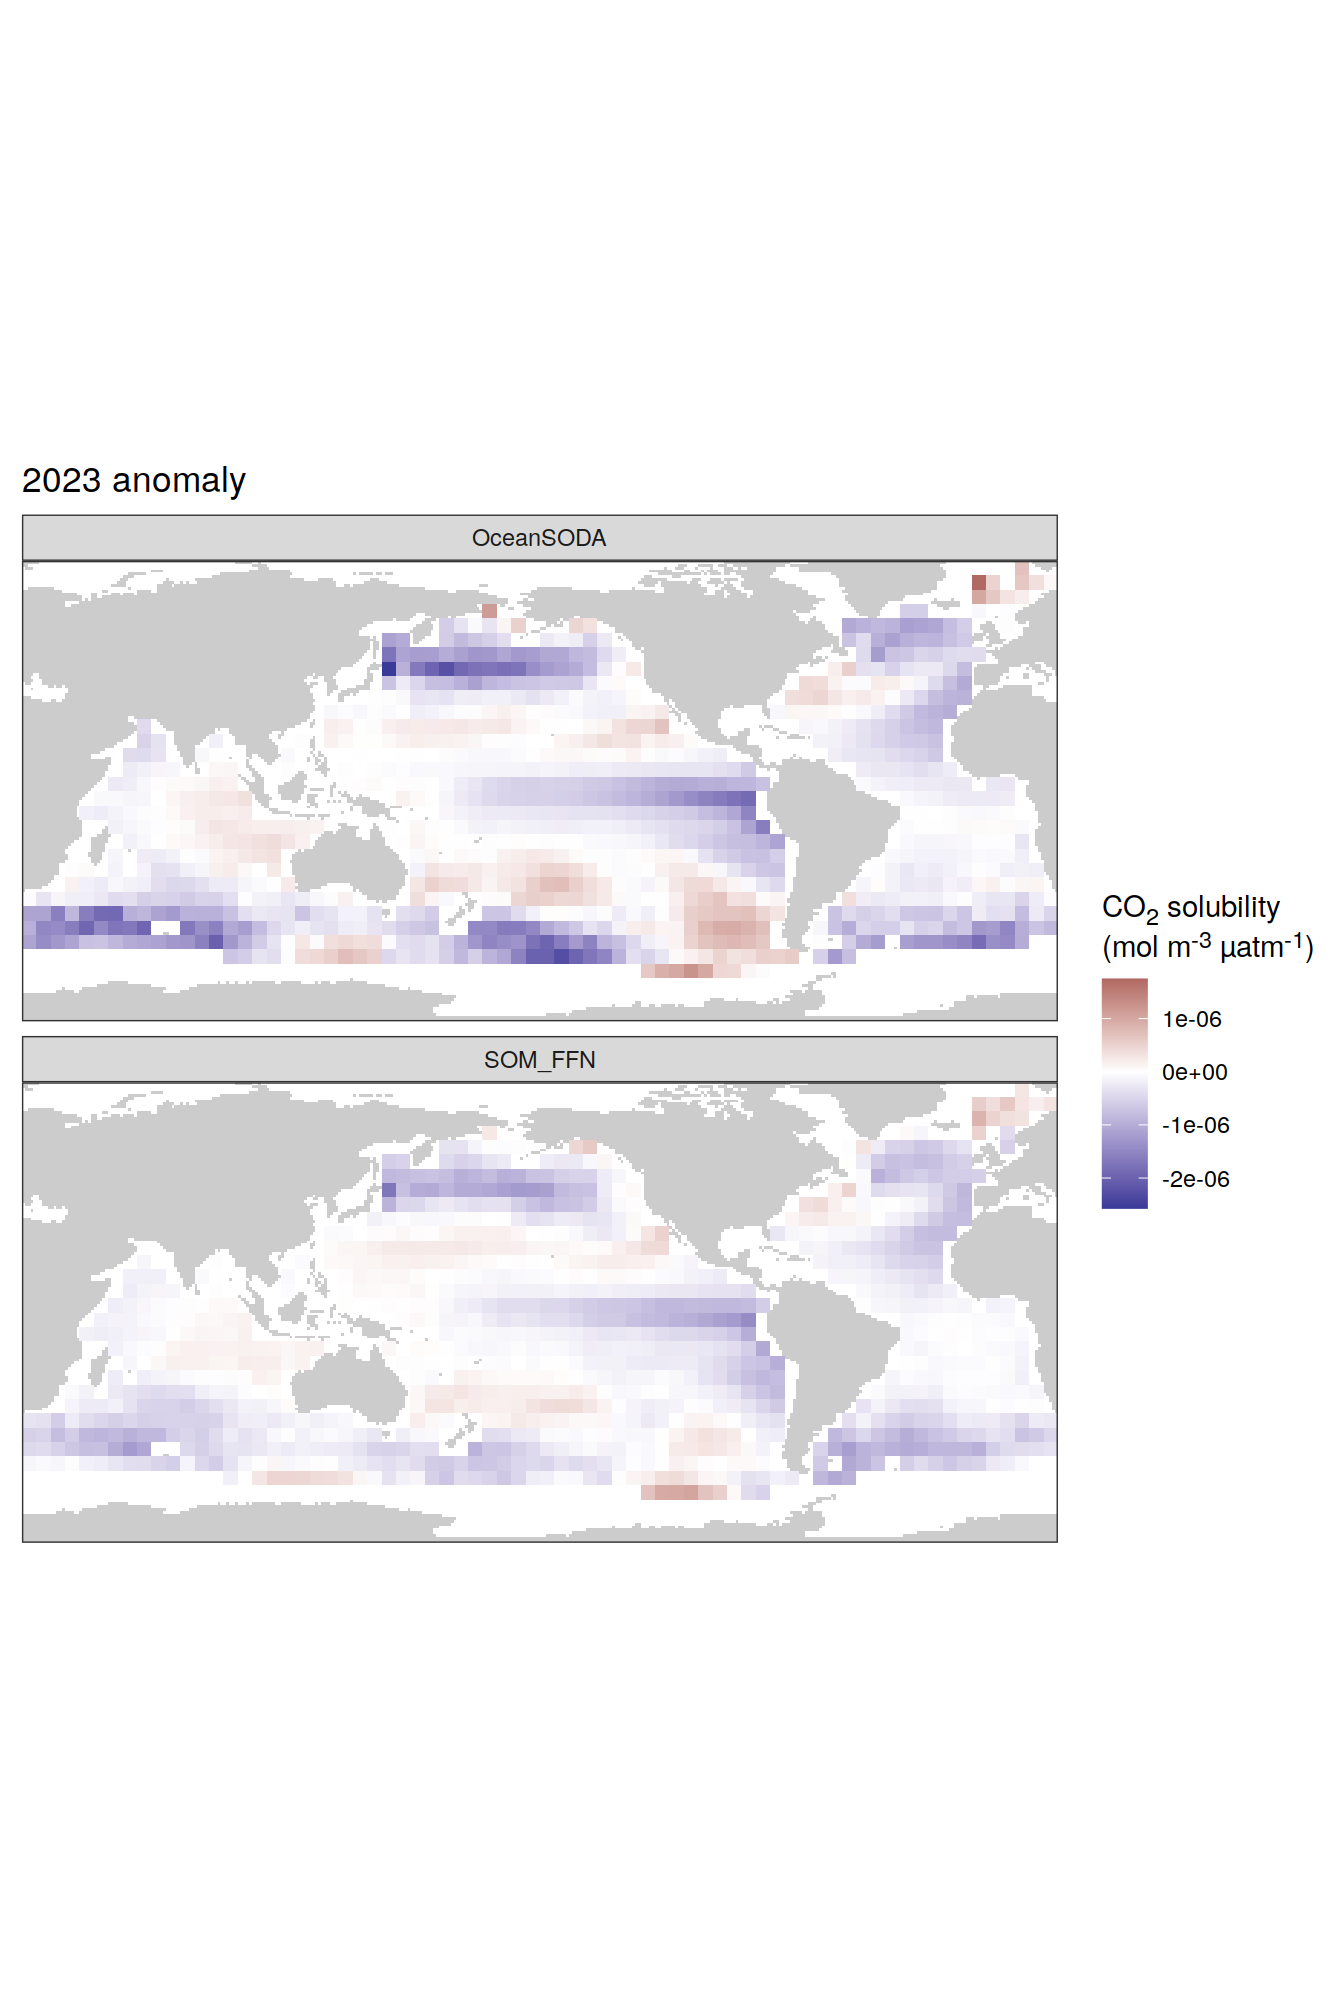 2023 anomaly
OceanSODA
SOM_FFN
CO₂ solubility
(mol m⁻³ µatm⁻¹)
1e-06
0e+00
-1e-06
-2e-06